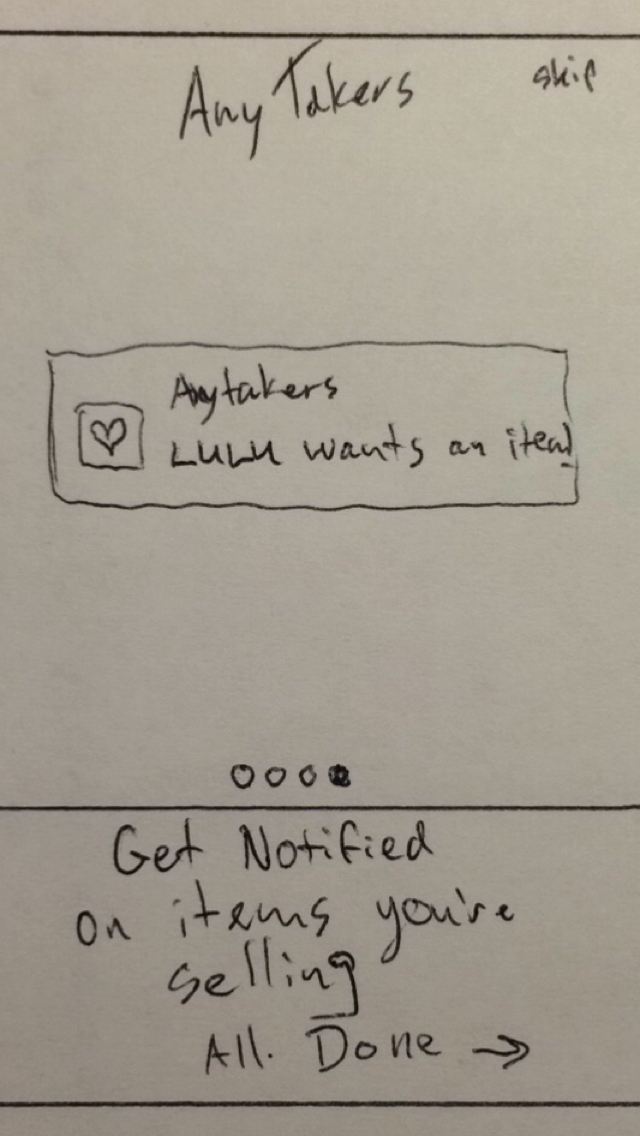 Any Takers
skip
Anytakers
LULU wants an item!
Get Notified
on items you're
selling
All. Done →